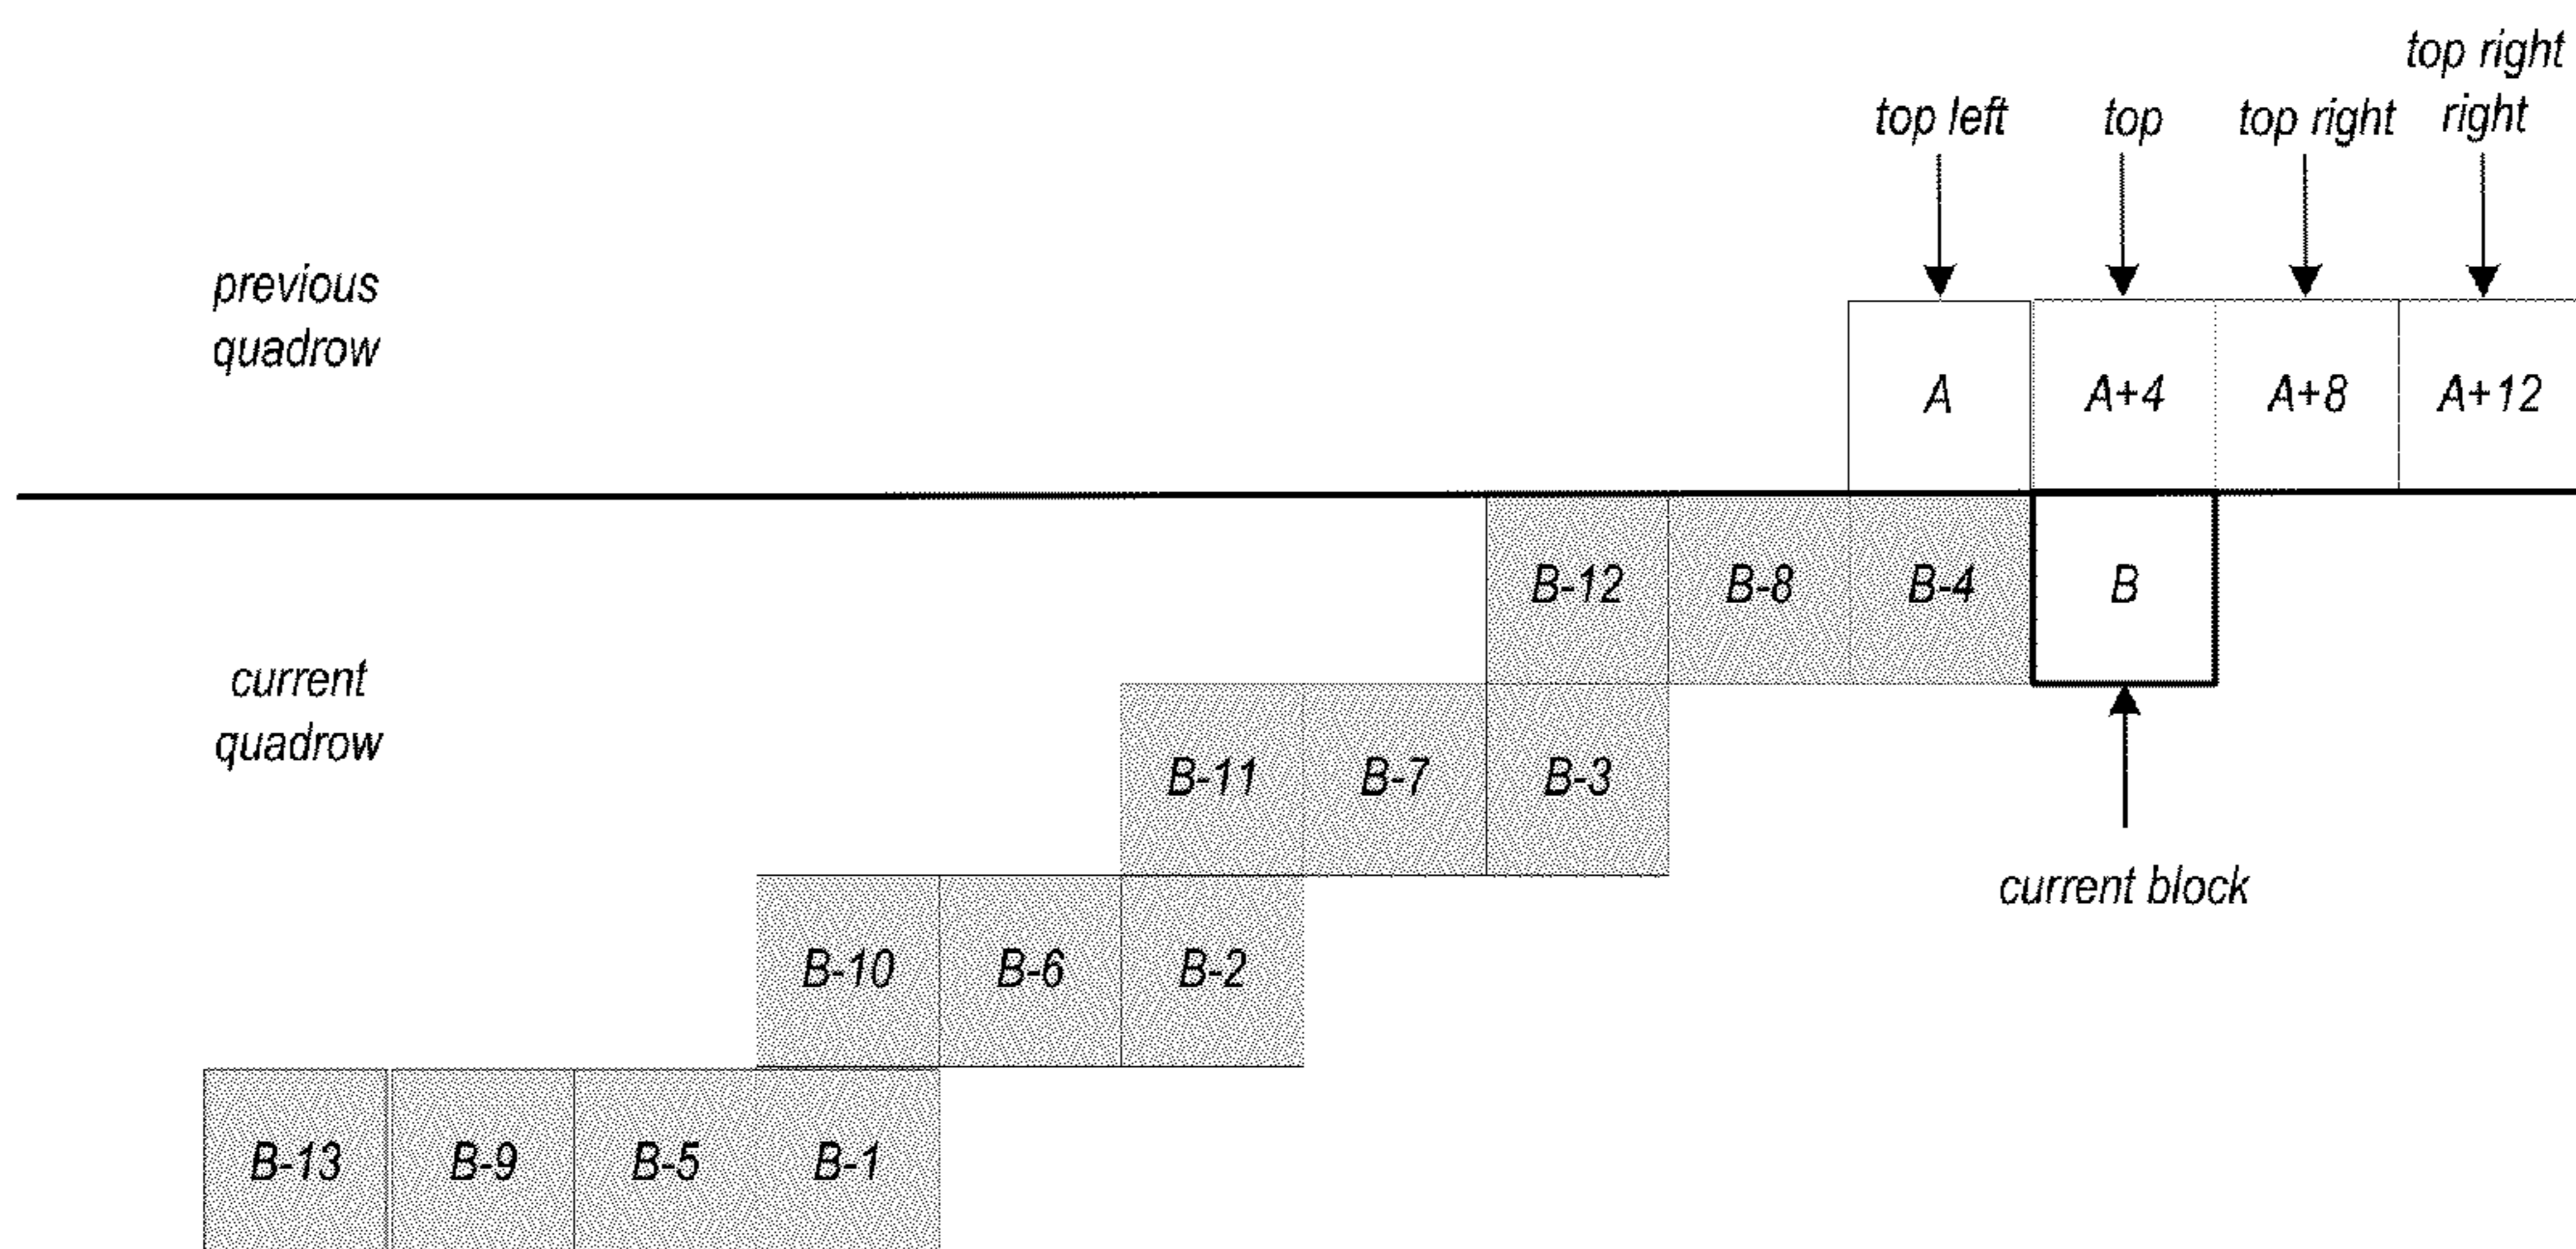 top right
right
top left
top
top right
previous
quadrow
A
A+4
A+8
A+12
B-12
B-8
B-4
B
current
quadrow
B-11
B-7
B-3
current block
B-10
B-6
B-2
B-13
B-9
B-5
B-1